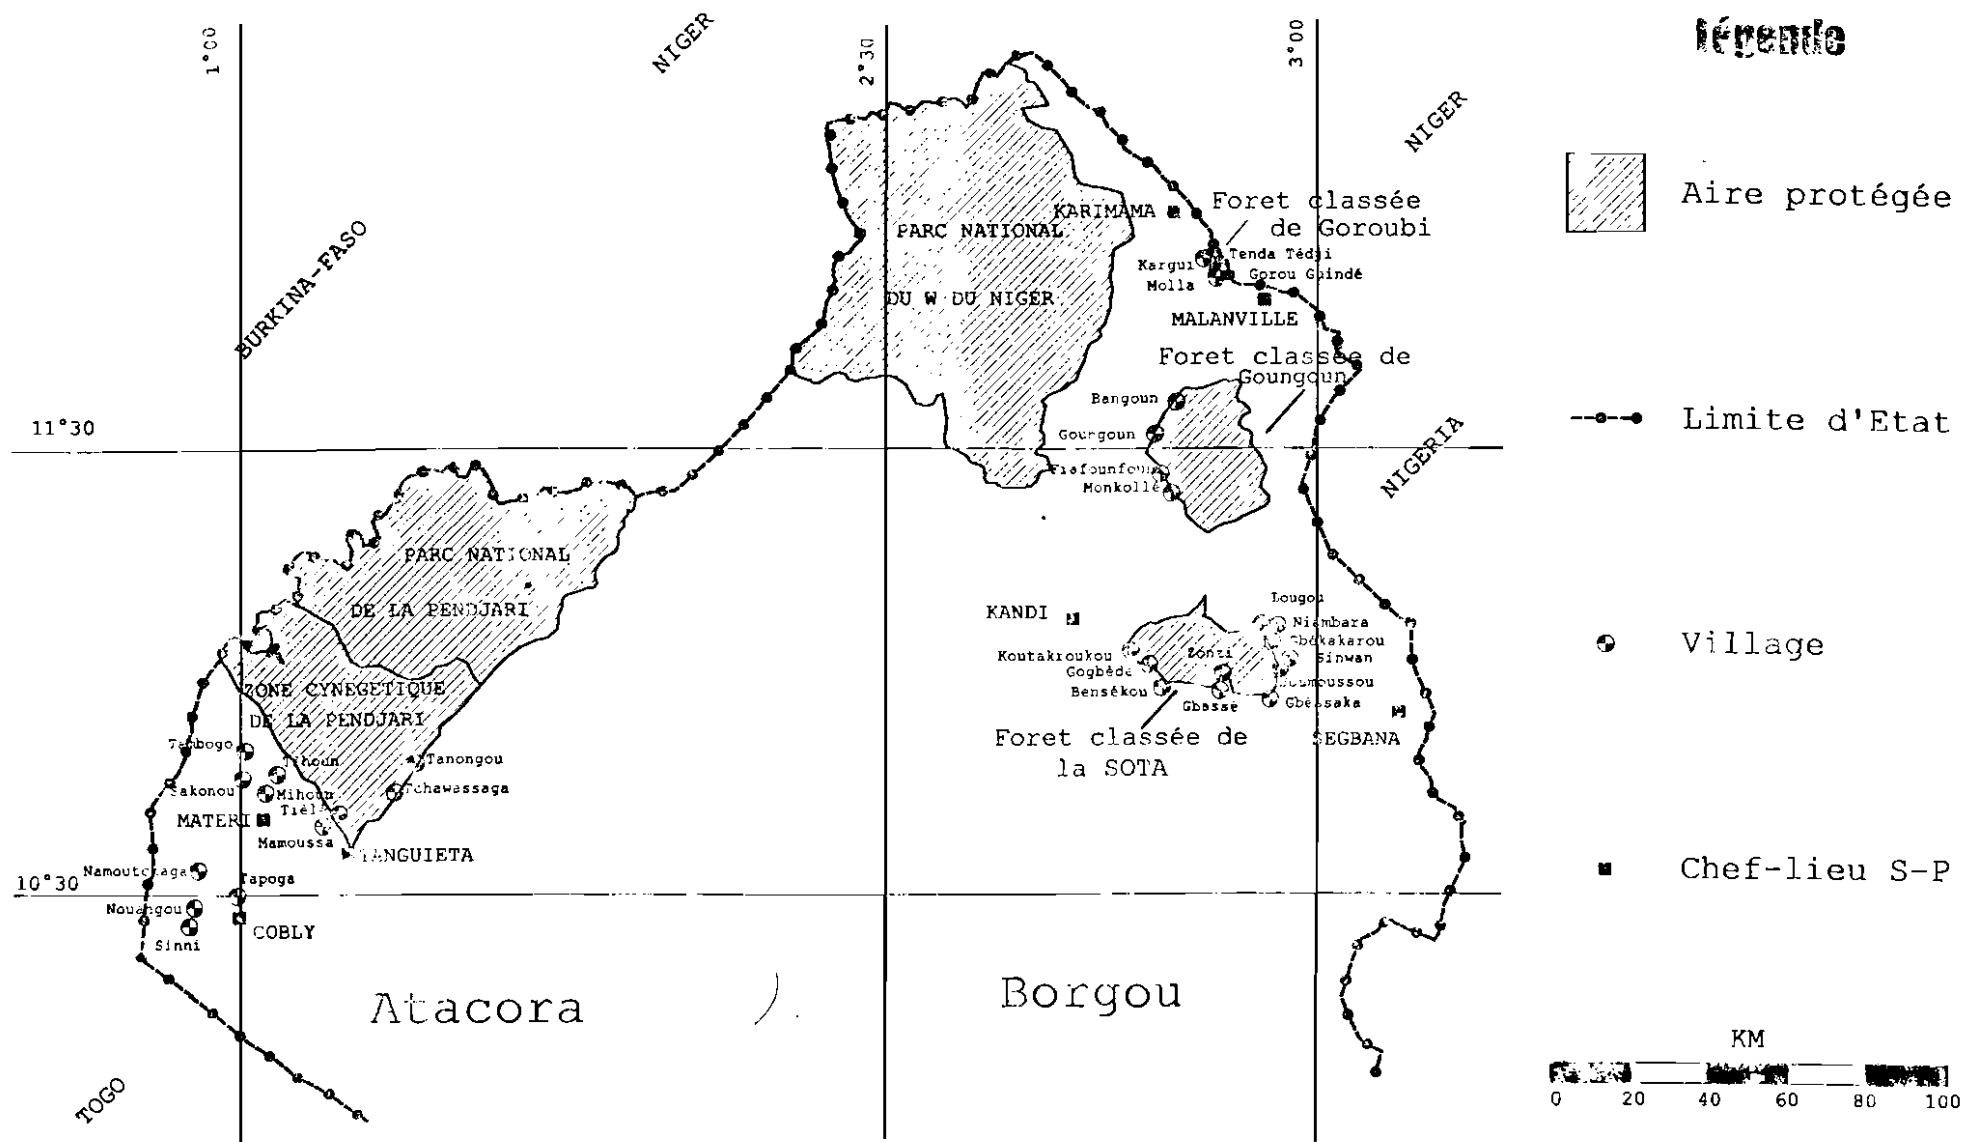 légende
1°00
2°30
3°00
NIGER
NIGER
BURKINA-FASO
NIGERIA
TOGO
11°30
10°30
Aire protégée
Limite d'Etat
Village
Chef-lieu S-P
KM
0 20 40 60 80 100
PARC NATIONAL
DU W DU NIGER
KARIMAMA
Foret classée
de Goroubi
Kargui
Tenda Tédji
Gorou Guindé
Molla
MALANVILLE
Foret classée de
Goungoun
Bangoun
Goungoun
Monkollé
PARC NATIONAL
DE LA PENDJARI
ZONE CYNEGETIQUE
DE LA PENDJARI
KANDI
Lougou
Niambara
Gbékakarou
Sinwan
Koutakroukou
Gogbèdé
Bensékou
Gbassè
Foret classée de
la SOTA
SEGBANA
Tanongou
Tchawassaga
Sakonou
Mihoun
MATERI
Mamoussa
TANGUIETA
Tapoga
Nouangou
Sinni
COBLY
Atacora
Borgou